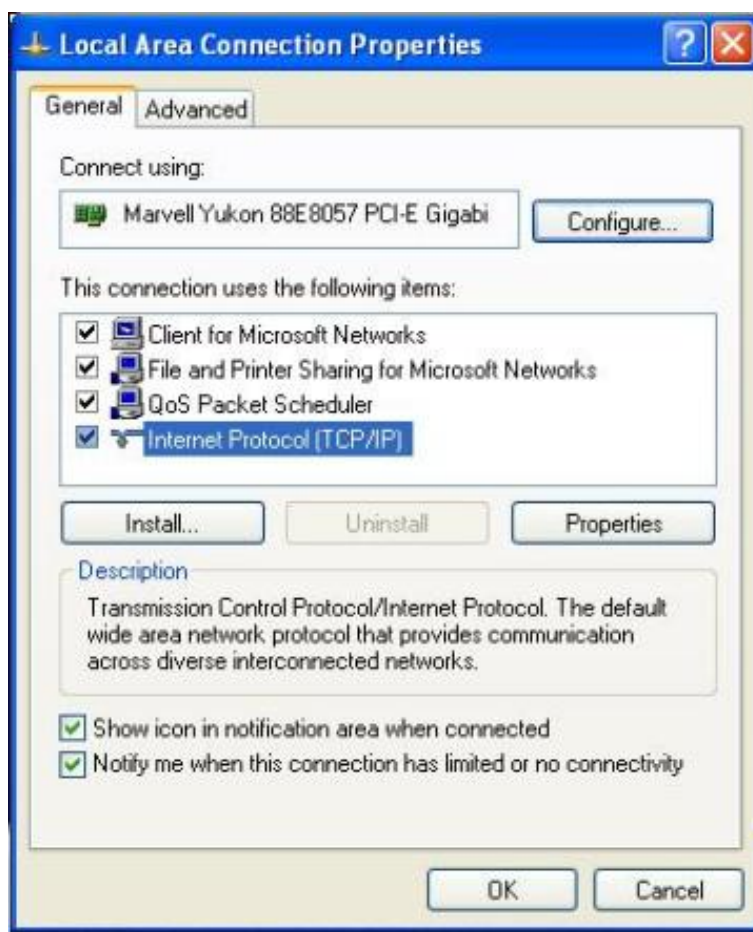 Local Area Connection Properties
General Advanced
Connect using:
Marvell Yukon 88E8057 PCI-E Gigabi Configure...
This connection uses the following items:
Client for Microsoft Networks
File and Printer Sharing for Microsoft Networks
QoS Packet Scheduler
Internet Protocol (TCP/IP)
Install... Uninstall Properties
Description
Transmission Control Protocol/Internet Protocol. The default
wide area network protocol that provides communication
across diverse interconnected networks.
Show icon in notification area when connected
Notify me when this connection has limited or no connectivity
OK Cancel